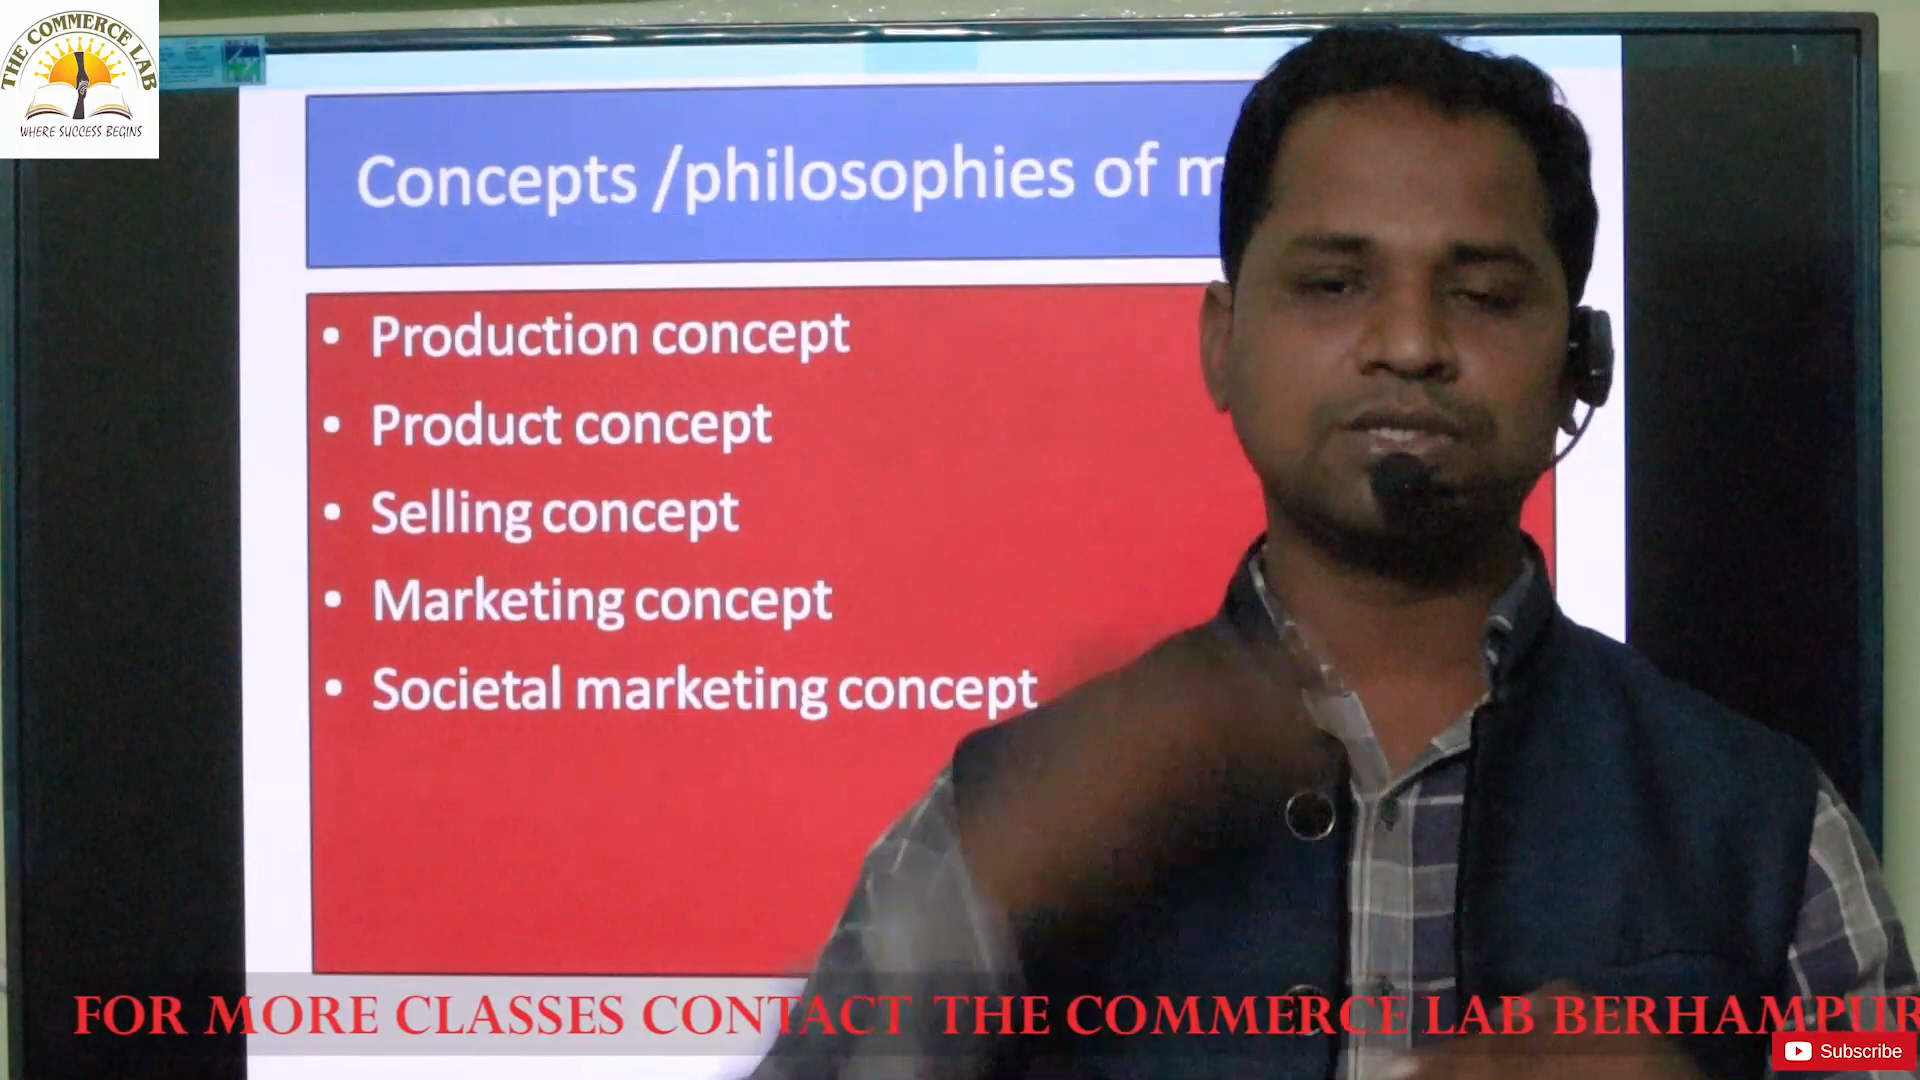 THE COMMERCE LAB
WHERE SUCCESS BEGINS
Concepts /philosophies of
• Production concept
• Product concept
• Selling concept
• Marketing concept
• Societal marketing concept
FOR MORE CLASSES CONTACT THE COMMERCE LAB BERHAMPUR
Subscribe